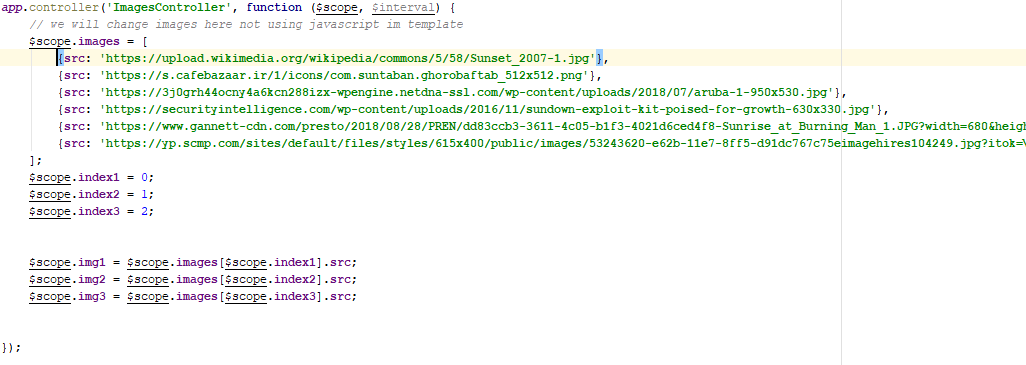 app.controller('ImagesController', function ($scope, $interval) {
// we will change images here not using javascript im template
$scope.images = [
{src: 'https://upload.wikimedia.org/wikipedia/commons/5/58/Sunset_2007-1.jpg'},
{src: 'https://s.cafebazaar.ir/1/icons/com.suntaban.ghorobaftab_512x512.png'},
{src: 'https://3j0grh44ocny4a6kcn288izx-wpengine.netdna-ssl.com/wp-content/uploads/2018/07/aruba-1-950x530.jpg'},
{src: 'https://securityintelligence.com/wp-content/uploads/2016/11/sundown-exploit-kit-poised-for-growth-630x330.jpg'},
{src: 'https://www.gannett-cdn.com/presto/2018/08/28/PREN/dd83ccb3-3611-4c05-b1f3-4021d6ced4f8-Sunrise_at_Burning_Man_1.JPG?width=680&heigh
{src: 'https://yp.scmp.com/sites/default/files/styles/615x400/public/images/53243620-e62b-11e7-8ff5-d91dc767c75eimagehires104249.jpg?itok=
];
$scope.index1 = 0;
$scope.index2 = 1;
$scope.index3 = 2;
$scope.img1 = $scope.images[$scope.index1].src;
$scope.img2 = $scope.images[$scope.index2].src;
$scope.img3 = $scope.images[$scope.index3].src;
});